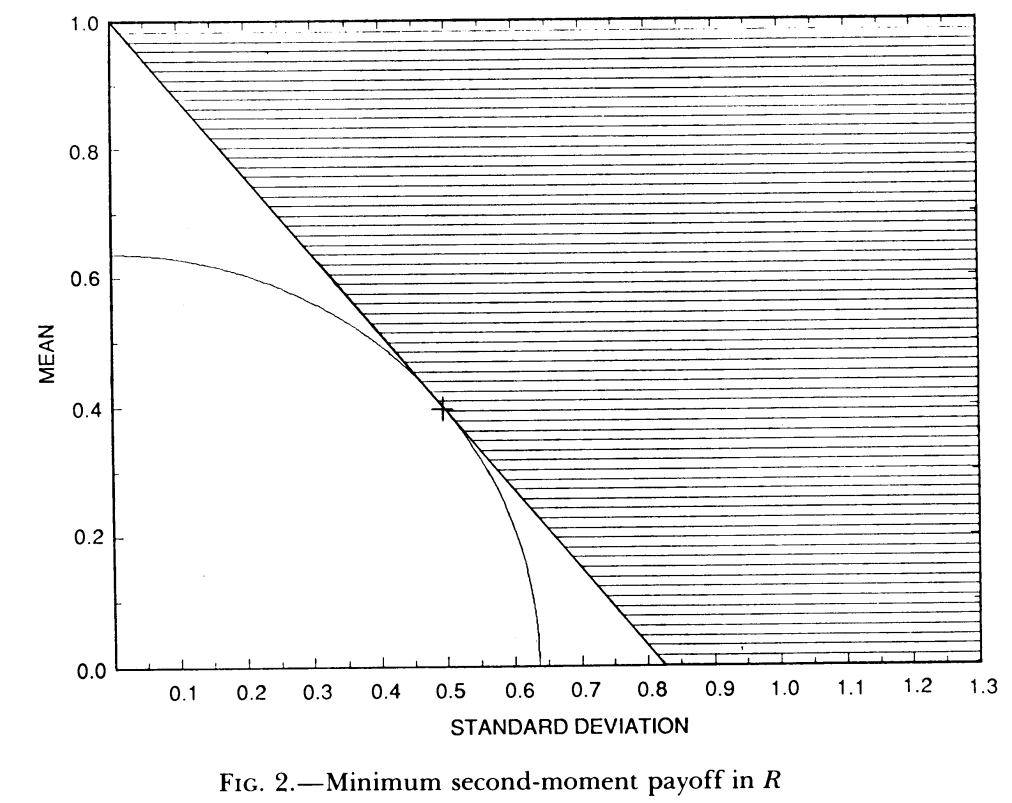 1.0
0.8
0.6
0.4
0.2
0.0
MEAN
0.1 0.2 0.3 0.4 0.5 0.6 0.7 0.8 0.9 1.0 1.1 1.2 1.3
STANDARD DEVIATION
FIG. 2.—Minimum second-moment payoff in R